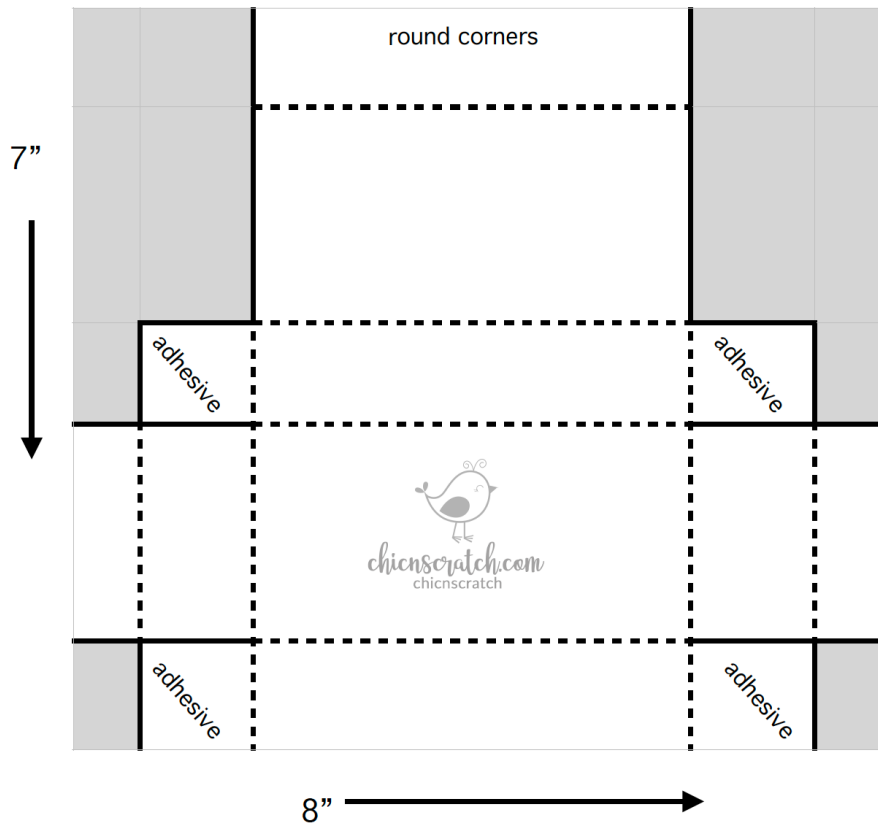 round corners
7”
adhesive
adhesive
chicnscratch.com
chicnscratch
adhesive
adhesive
8”